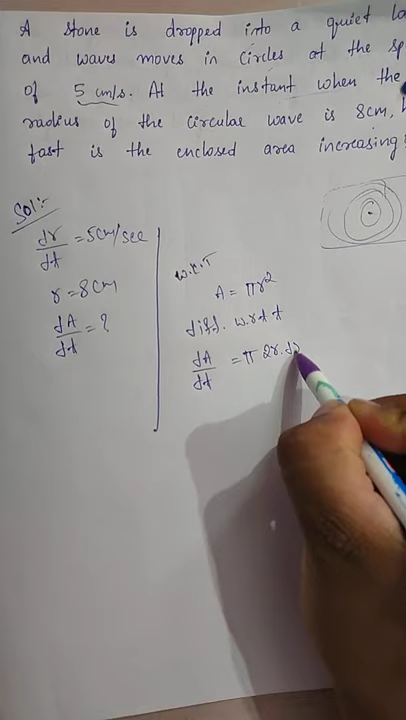 A stone is dropped into a quiet
and waves moves in circles at the
of 5 cm/s. At the instant when the
radius of the circular wave is 8cm,
fast is the enclosed area increasing
Sol:-
dr/dt = 5cm/sec
r = 8cm
dA/dt = ?
W.K.T
A = πr²
diff. w.r.t t
dA/dt = π 2r. dr